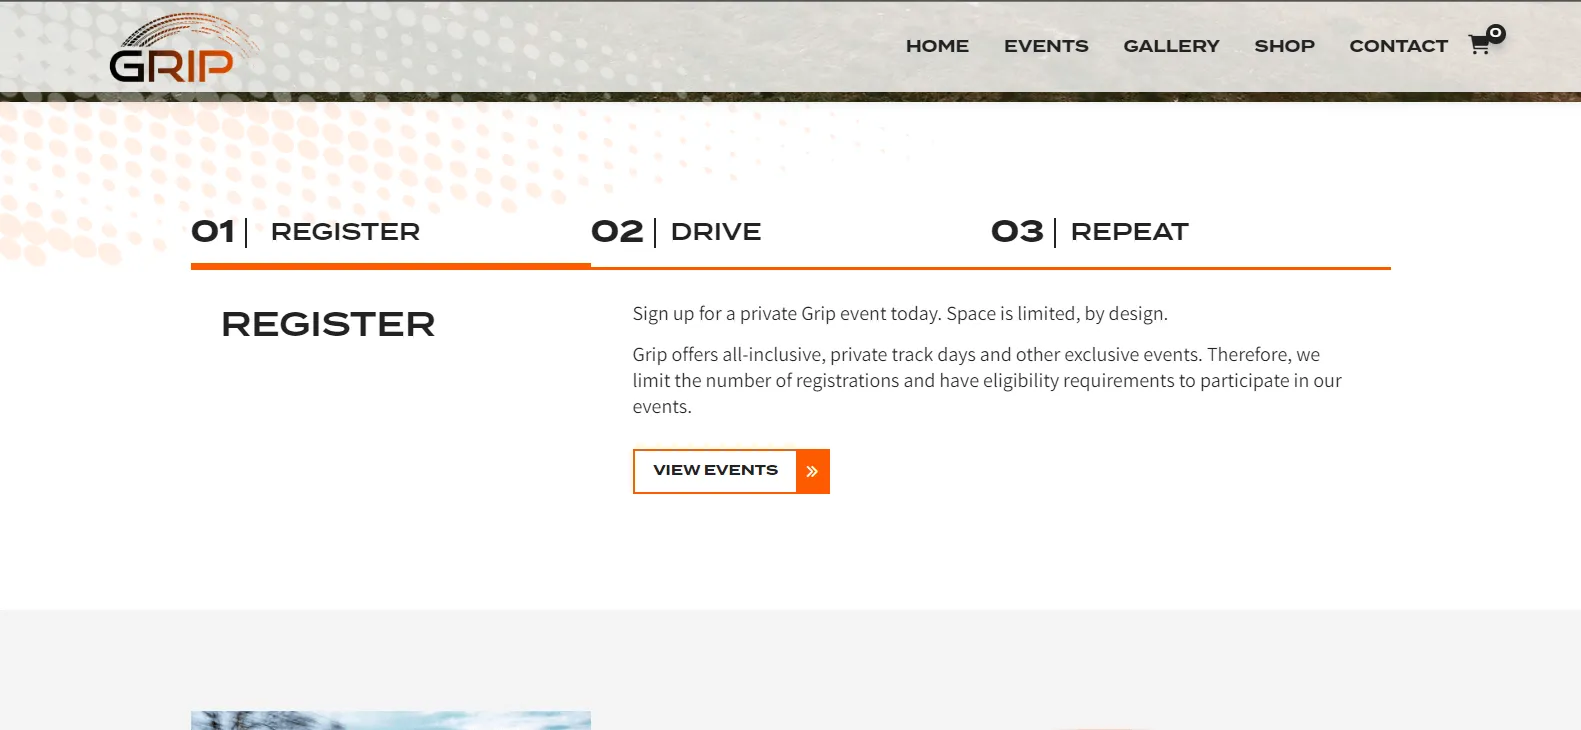 GRIP
HOME EVENTS GALLERY SHOP CONTACT 0
01 | REGISTER 02 | DRIVE 03 | REPEAT
REGISTER
Sign up for a private Grip event today. Space is limited, by design.
Grip offers all-inclusive, private track days and other exclusive events. Therefore, we
limit the number of registrations and have eligibility requirements to participate in our
events.
VIEW EVENTS »